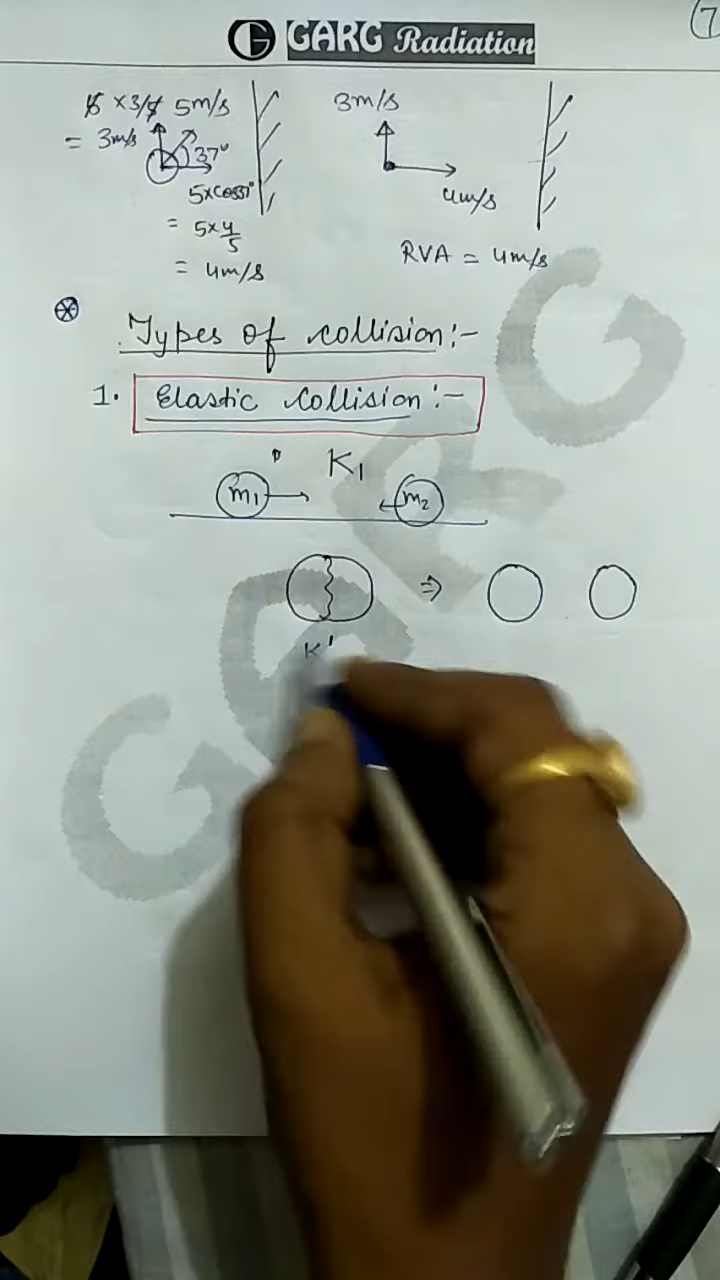 7
G GARG Radiation
5 × 3/5 5m/s
= 3m/s 37°
5×cos37°
= 5×4/5
= 4m/s
3m/s
4m/s
RVA = 4m/s
Types of collision:-
1. Elastic Collision:-
K1
m1 m2
⇒
K'
GARG